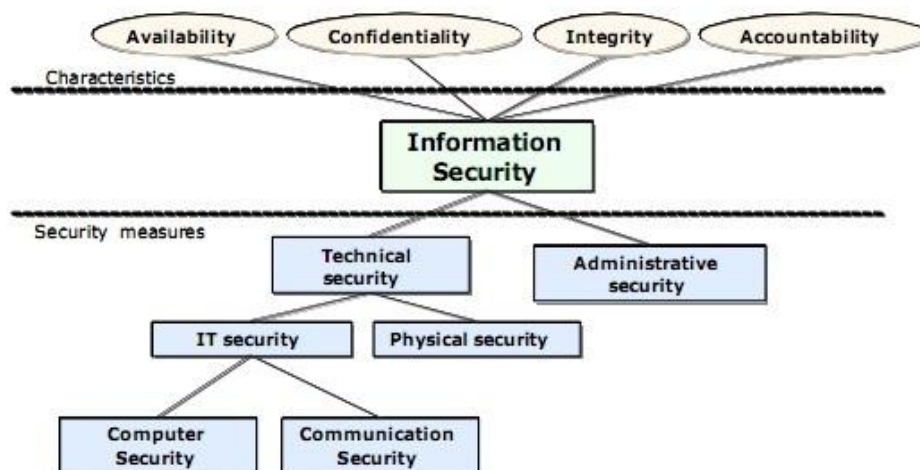 Availability
Confidentiality
Integrity
Accountability
Characteristics
Information
Security
Security measures
Technical
security
Administrative
security
IT security
Physical security
Computer
Security
Communication
Security